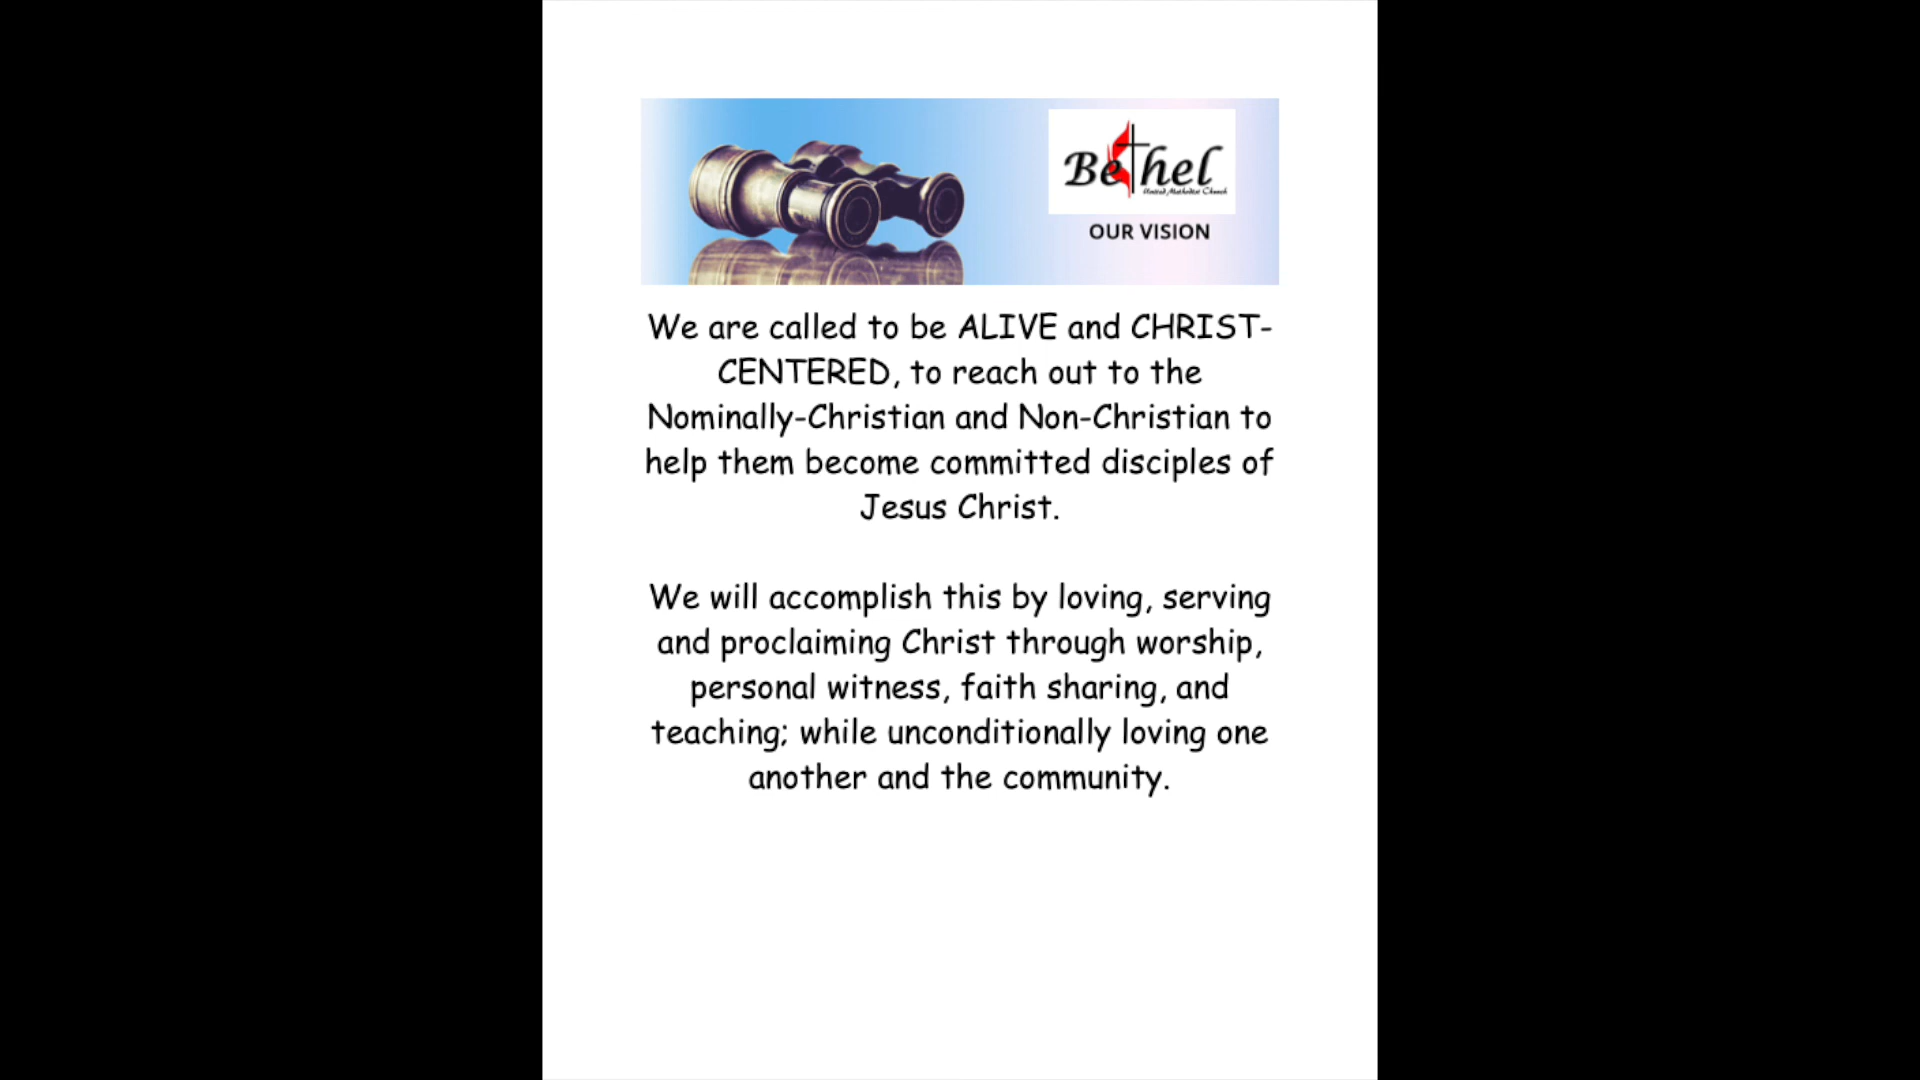 Bethel
United Methodist Church
OUR VISION
We are called to be ALIVE and CHRIST-
CENTERED, to reach out to the
Nominally-Christian and Non-Christian to
help them become committed disciples of
Jesus Christ.
We will accomplish this by loving, serving
and proclaiming Christ through worship,
personal witness, faith sharing, and
teaching; while unconditionally loving one
another and the community.